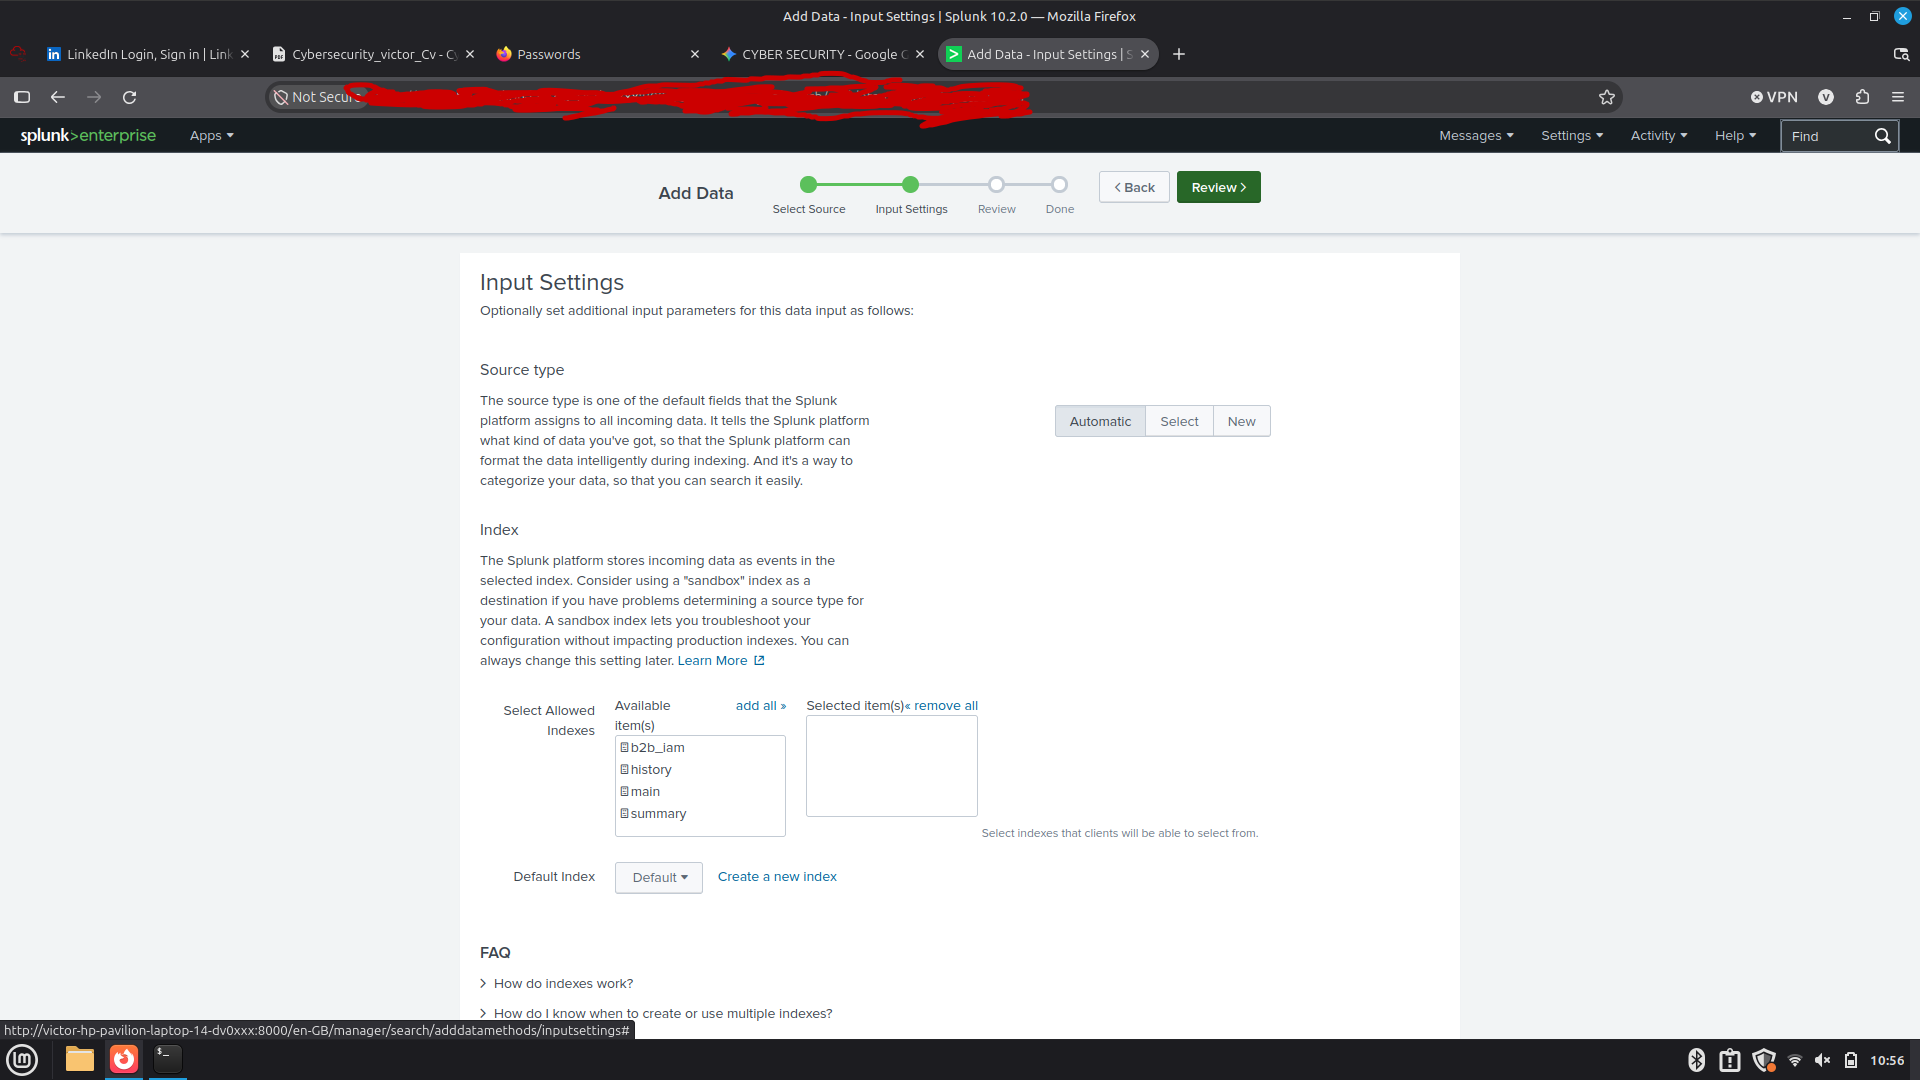 Add Data - Input Settings | Splunk 10.2.0 — Mozilla Firefox
LinkedIn Login, Sign in | Link
Cybersecurity_victor_Cv - Cy
Passwords
CYBER SECURITY - Google
Add Data - Input Settings | S
Not Secure
VPN
V
splunk>enterprise
Apps
Messages
Settings
Activity
Help
Find
Add Data
Select Source
Input Settings
Review
Done
< Back
Review >
Input Settings
Optionally set additional input parameters for this data input as follows:
Source type
The source type is one of the default fields that the Splunk
platform assigns to all incoming data. It tells the Splunk platform
what kind of data you've got, so that the Splunk platform can
format the data intelligently during indexing. And it's a way to
categorize your data, so that you can search it easily.
Automatic
Select
New
Index
The Splunk platform stores incoming data as events in the
selected index. Consider using a "sandbox" index as a
destination if you have problems determining a source type for
your data. A sandbox index lets you troubleshoot your
configuration without impacting production indexes. You can
always change this setting later. Learn More
Select Allowed
Indexes
Available
item(s)
add all »
Selected item(s)
« remove all
b2b_iam
history
main
summary
Select indexes that clients will be able to select from.
Default Index
Default
Create a new index
FAQ
> How do indexes work?
> How do I know when to create or use multiple indexes?
http://victor-hp-pavilion-laptop-14-dv0xxx:8000/en-GB/manager/search/adddatamethods/inputsettings#
10:56